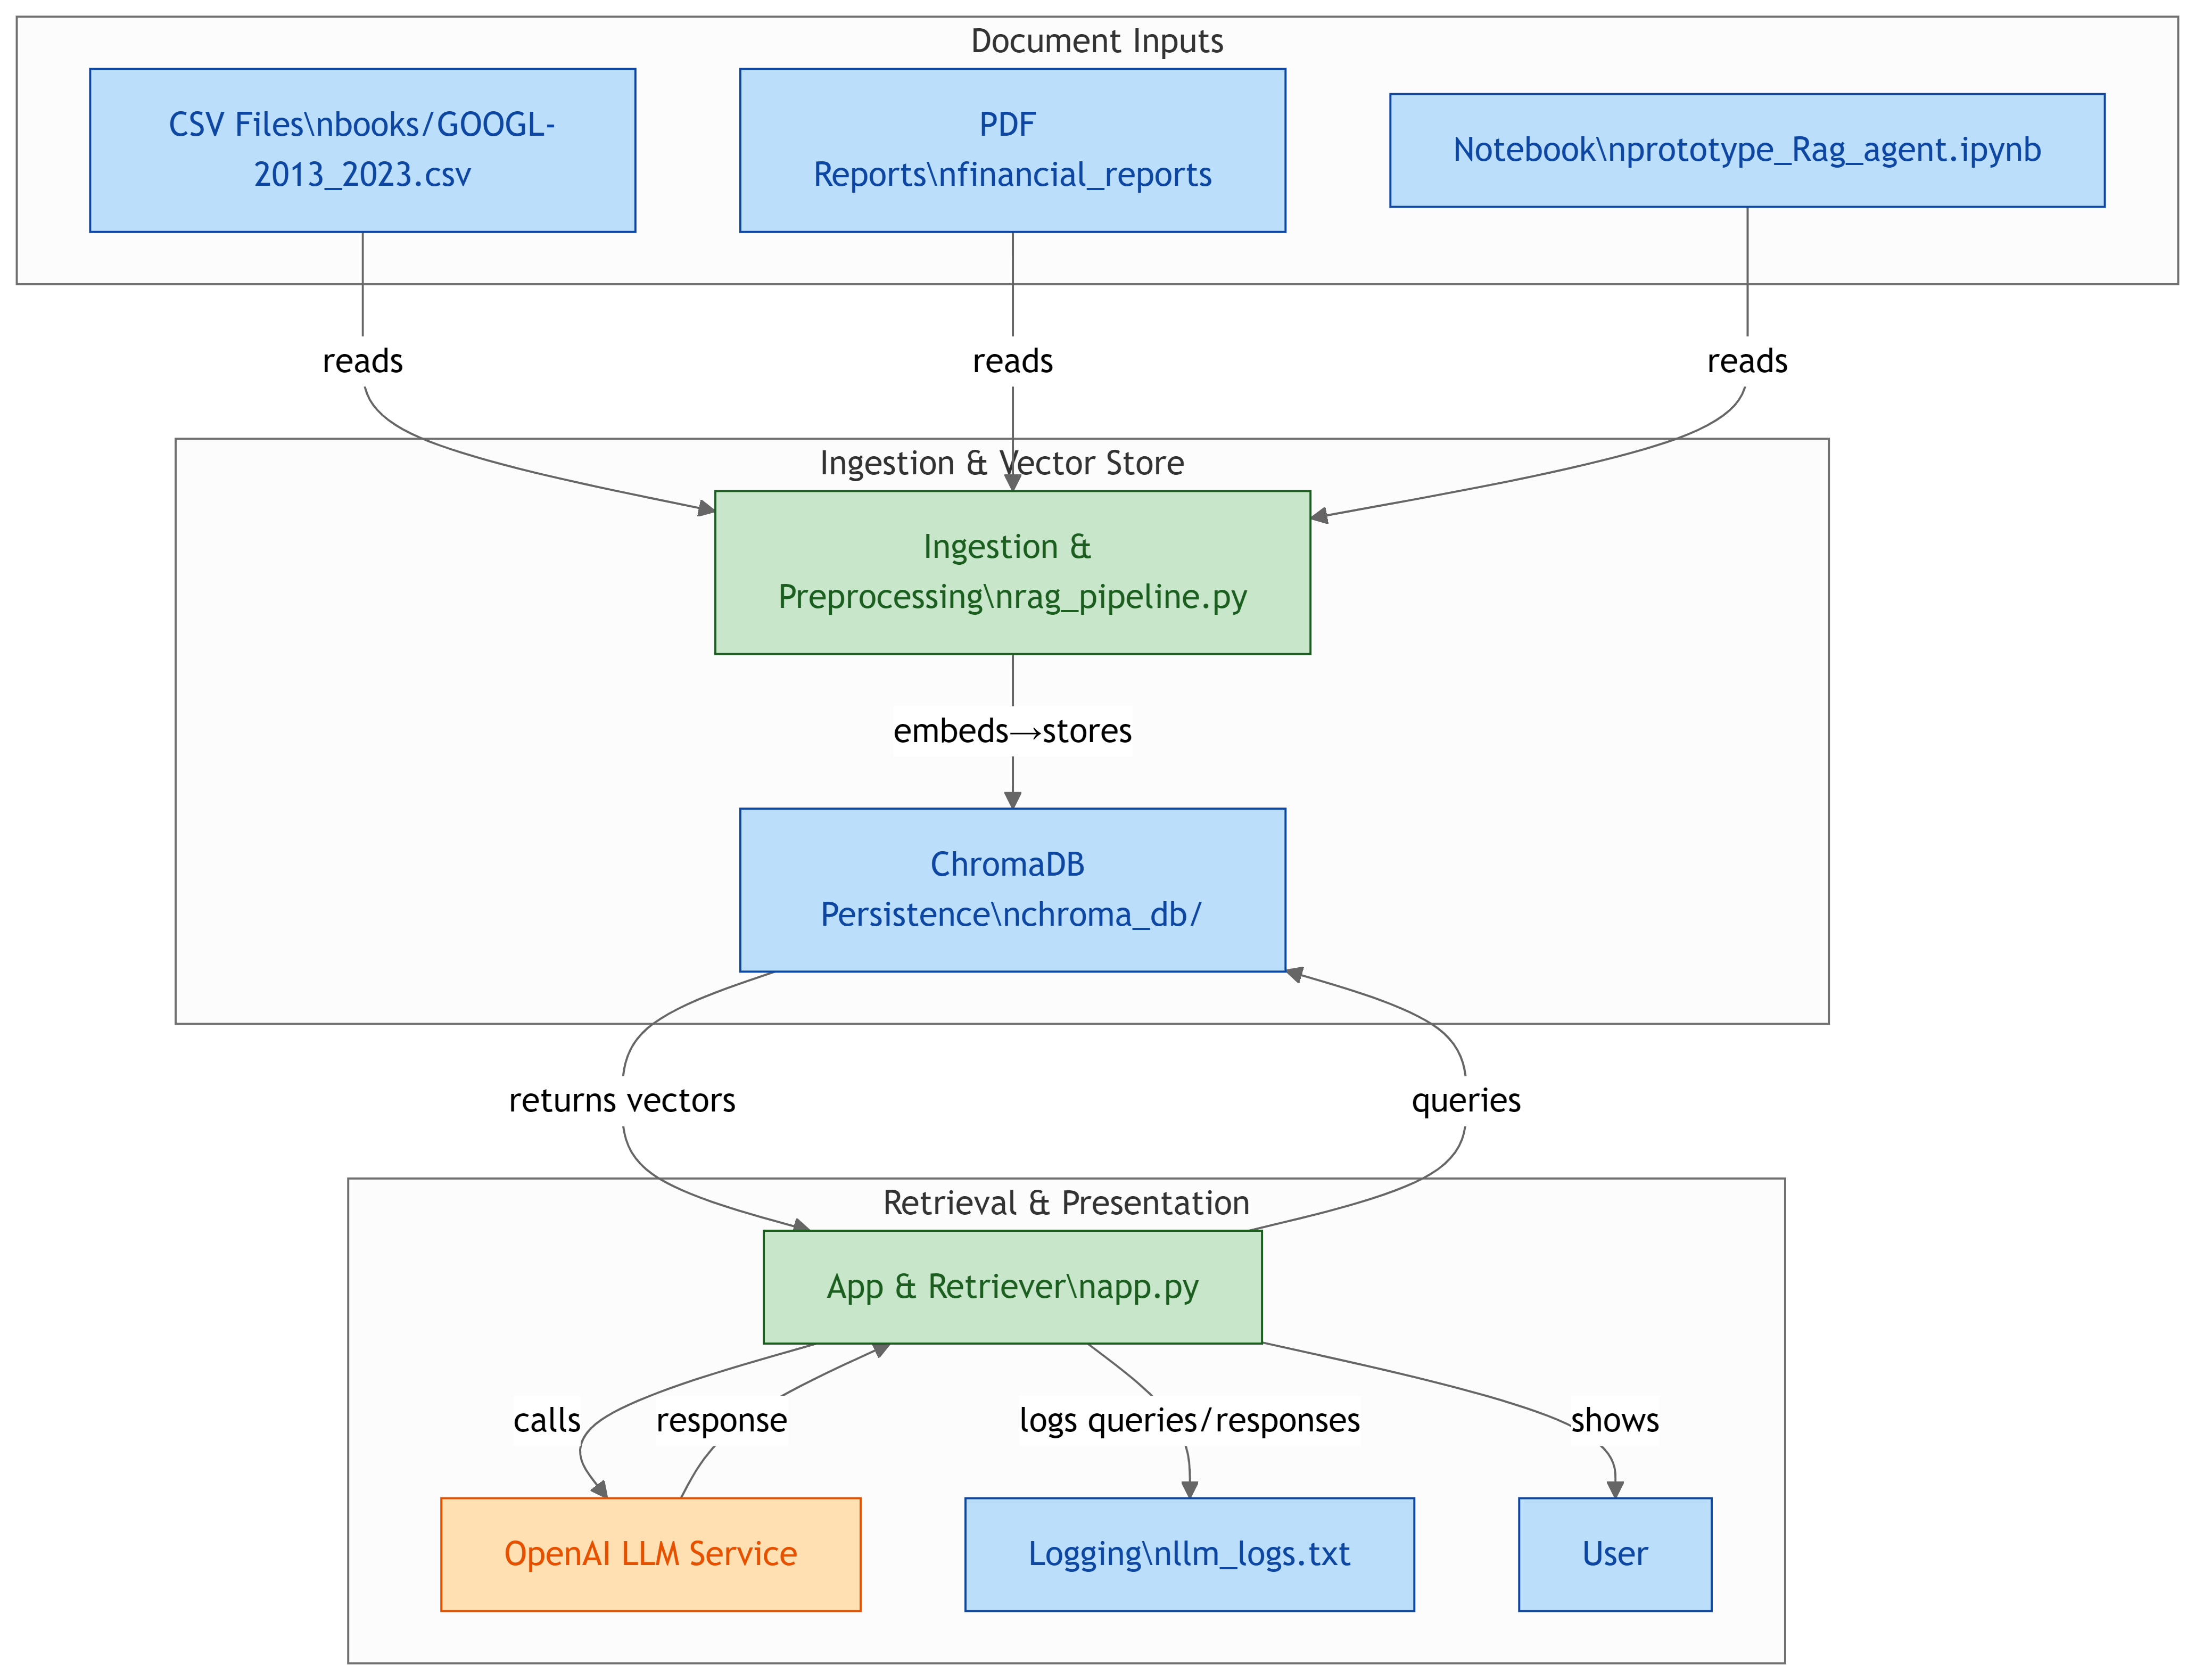 Document Inputs
CSV Files\nbooks/GOOGL-
2013_2023.csv
PDF
Reports\nfinancial_reports
Notebook\nprototype_Rag_agent.ipynb
reads
reads
reads
Ingestion & Vector Store
Ingestion &
Preprocessing\nrag_pipeline.py
embeds→stores
ChromaDB
Persistence\nchroma_db/
returns vectors
queries
Retrieval & Presentation
App & Retriever\napp.py
calls
response
logs queries/responses
shows
OpenAI LLM Service
Logging\nllm_logs.txt
User